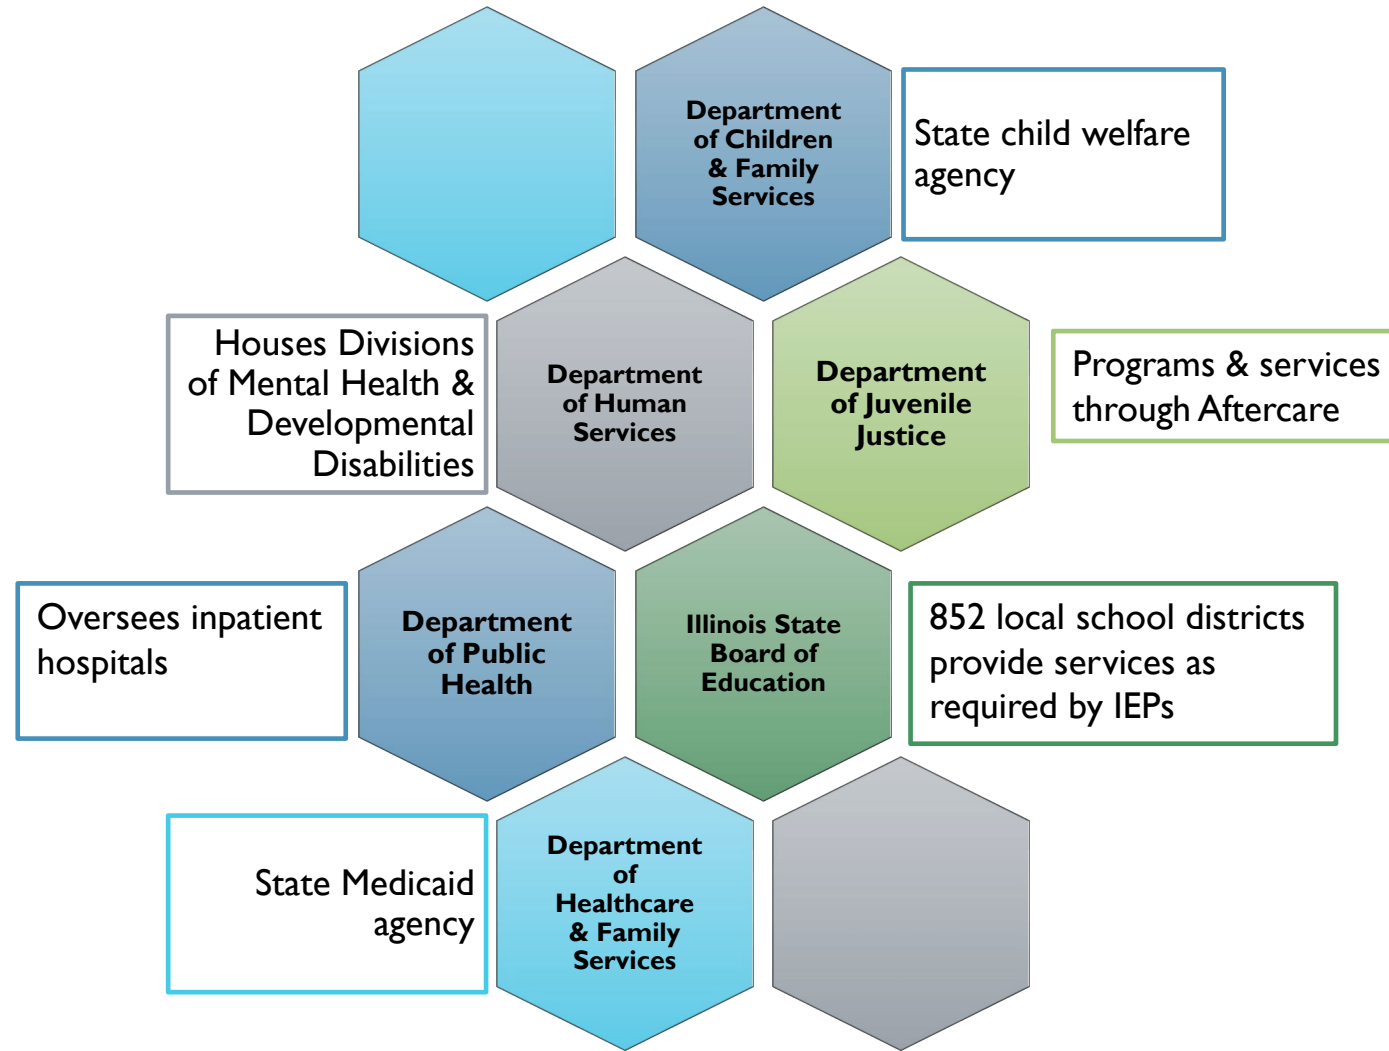 Department
of Children
& Family
Services
State child welfare
agency
Houses Divisions
of Mental Health &
Developmental
Disabilities
Department
of Human
Services
Department
of Juvenile
Justice
Programs & services
through Aftercare
Oversees inpatient
hospitals
Department
of Public
Health
Illinois State
Board of
Education
852 local school districts
provide services as
required by IEPs
State Medicaid
agency
Department
of
Healthcare
& Family
Services